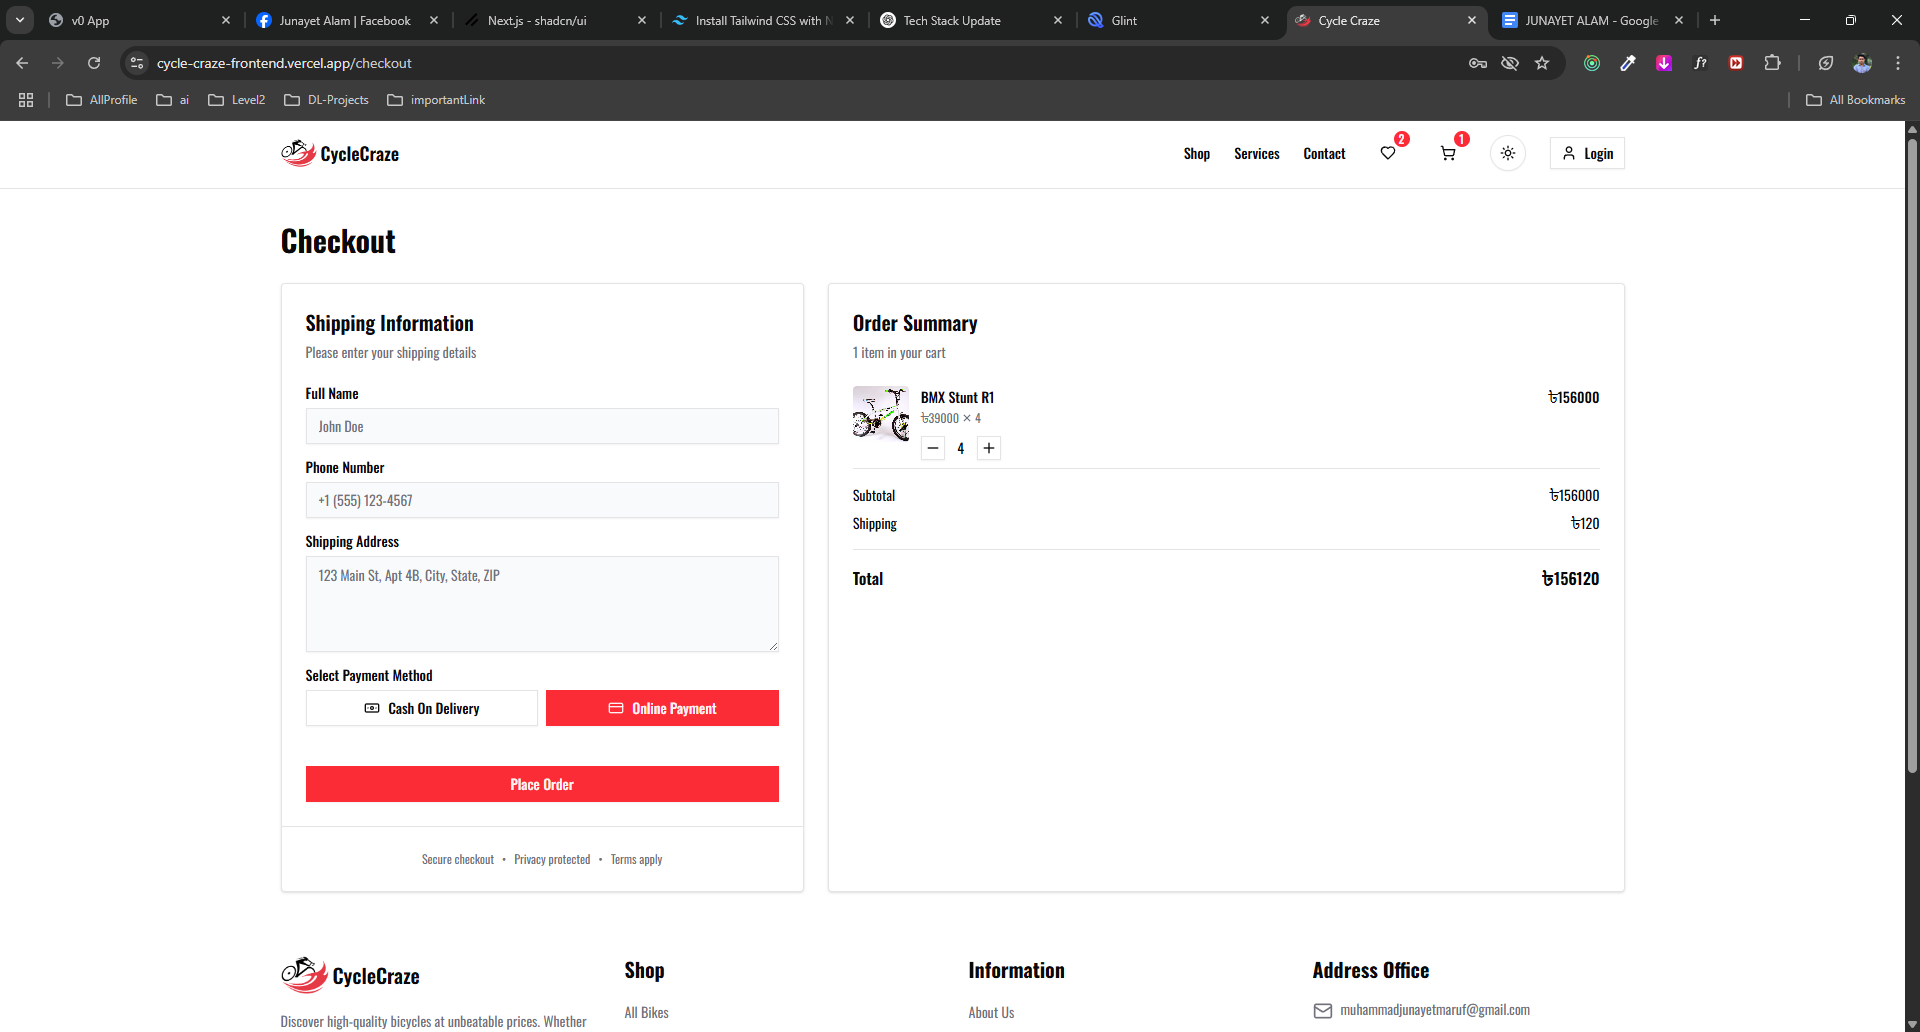 v0 App
Junayet Alam | Facebook
Next.js - shadcn/ui
Install Tailwind CSS with N
Tech Stack Update
Glint
Cycle Craze
JUNAYET ALAM - Google
cycle-craze-frontend.vercel.app/checkout
AllProfile
ai
Level2
DL-Projects
importantLink
All Bookmarks
CycleCraze
Shop
Services
Contact
2
1
Login
Checkout
Shipping Information
Please enter your shipping details
Full Name
John Doe
Phone Number
+1 (555) 123-4567
Shipping Address
123 Main St, Apt 4B, City, State, ZIP
Select Payment Method
Cash On Delivery
Online Payment
Place Order
Secure checkout • Privacy protected • Terms apply
Order Summary
1 item in your cart
BMX Stunt R1
৳156000
৳39000 × 4
4
Subtotal
৳156000
Shipping
৳120
Total
৳156120
CycleCraze
Discover high-quality bicycles at unbeatable prices. Whether
Shop
All Bikes
Information
About Us
Address Office
muhammadjunayetmaruf@gmail.com